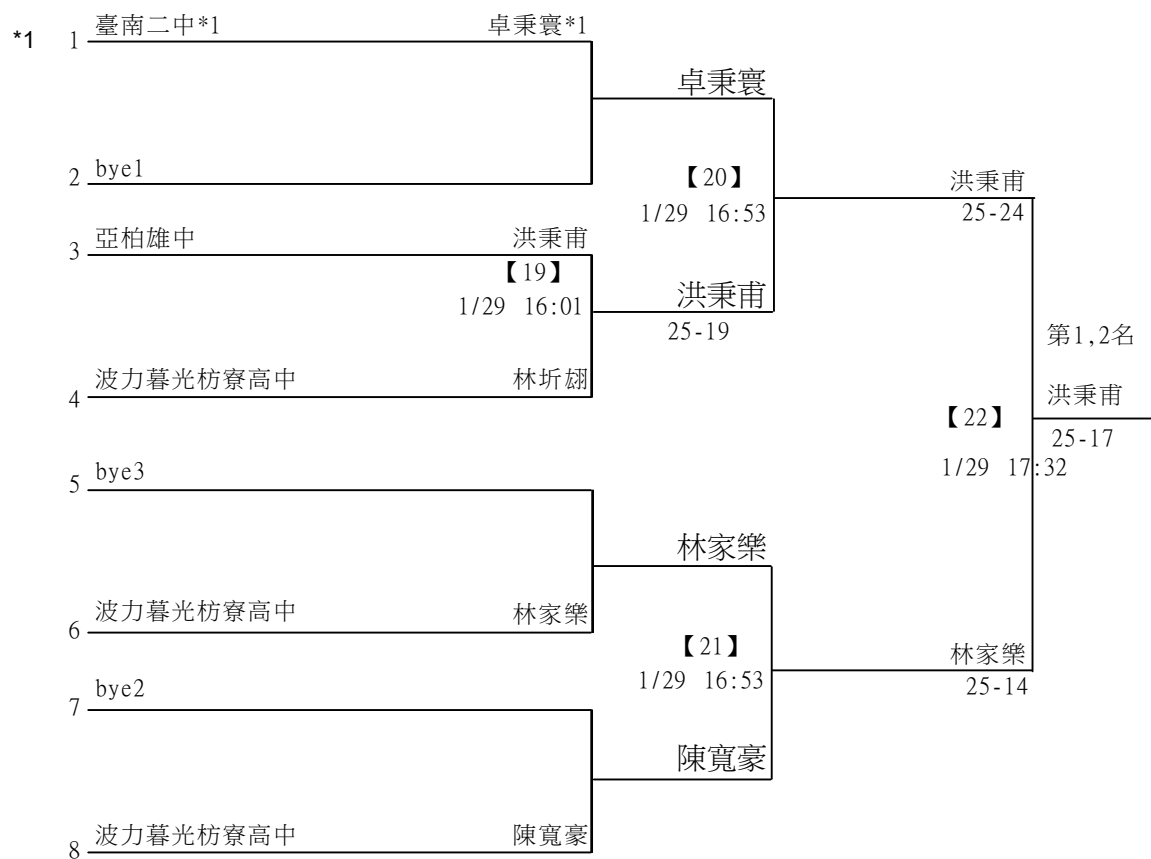 *1 1 臺南二中*1 卓秉寰*1
卓秉寰
2 bye1
【20】
1/29 16:53
洪秉甫
25-24
3 亞柏雄中 洪秉甫
【19】
1/29 16:01
洪秉甫
25-19
4 波力暮光枋寮高中 林圻翃
第1,2名
洪秉甫
25-17
【22】
1/29 17:32
5 bye3
林家樂
6 波力暮光枋寮高中 林家樂
【21】
1/29 16:53
林家樂
25-14
7 bye2
陳寬豪
8 波力暮光枋寮高中 陳寬豪